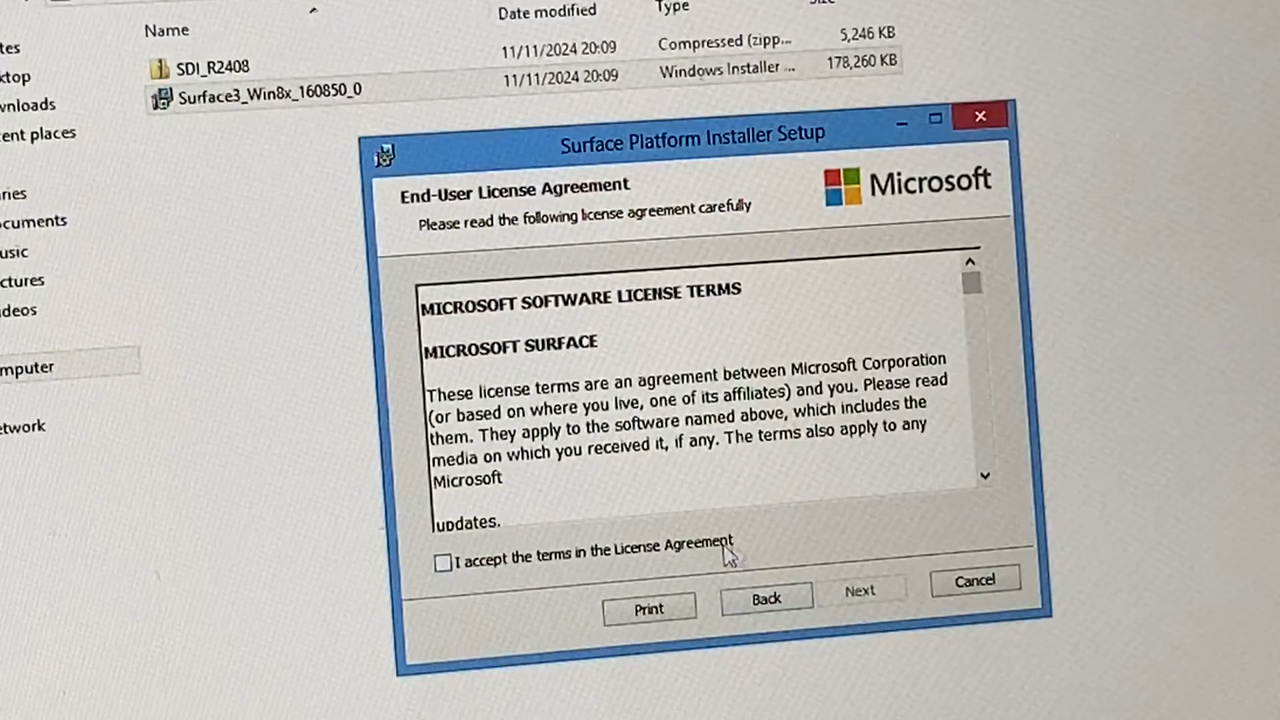 Name
Date modified
Type
SDI_R2408
11/11/2024 20:09
Compressed (zipp...
5,246 KB
Surface3_Win8x_160850_0
11/11/2024 20:09
Windows Installer ...
178,260 KB
tes
ktop
wnloads
ent places
ries
ocuments
usic
ctures
deos
mputer
etwork
Surface Platform Installer Setup
End-User License Agreement
Please read the following license agreement carefully
Microsoft
MICROSOFT SOFTWARE LICENSE TERMS
MICROSOFT SURFACE
These license terms are an agreement between Microsoft Corporation
(or based on where you live, one of its affiliates) and you. Please read
them. They apply to the software named above, which includes the
media on which you received it, if any. The terms also apply to any
Microsoft
updates.
I accept the terms in the License Agreement
Print
Back
Next
Cancel